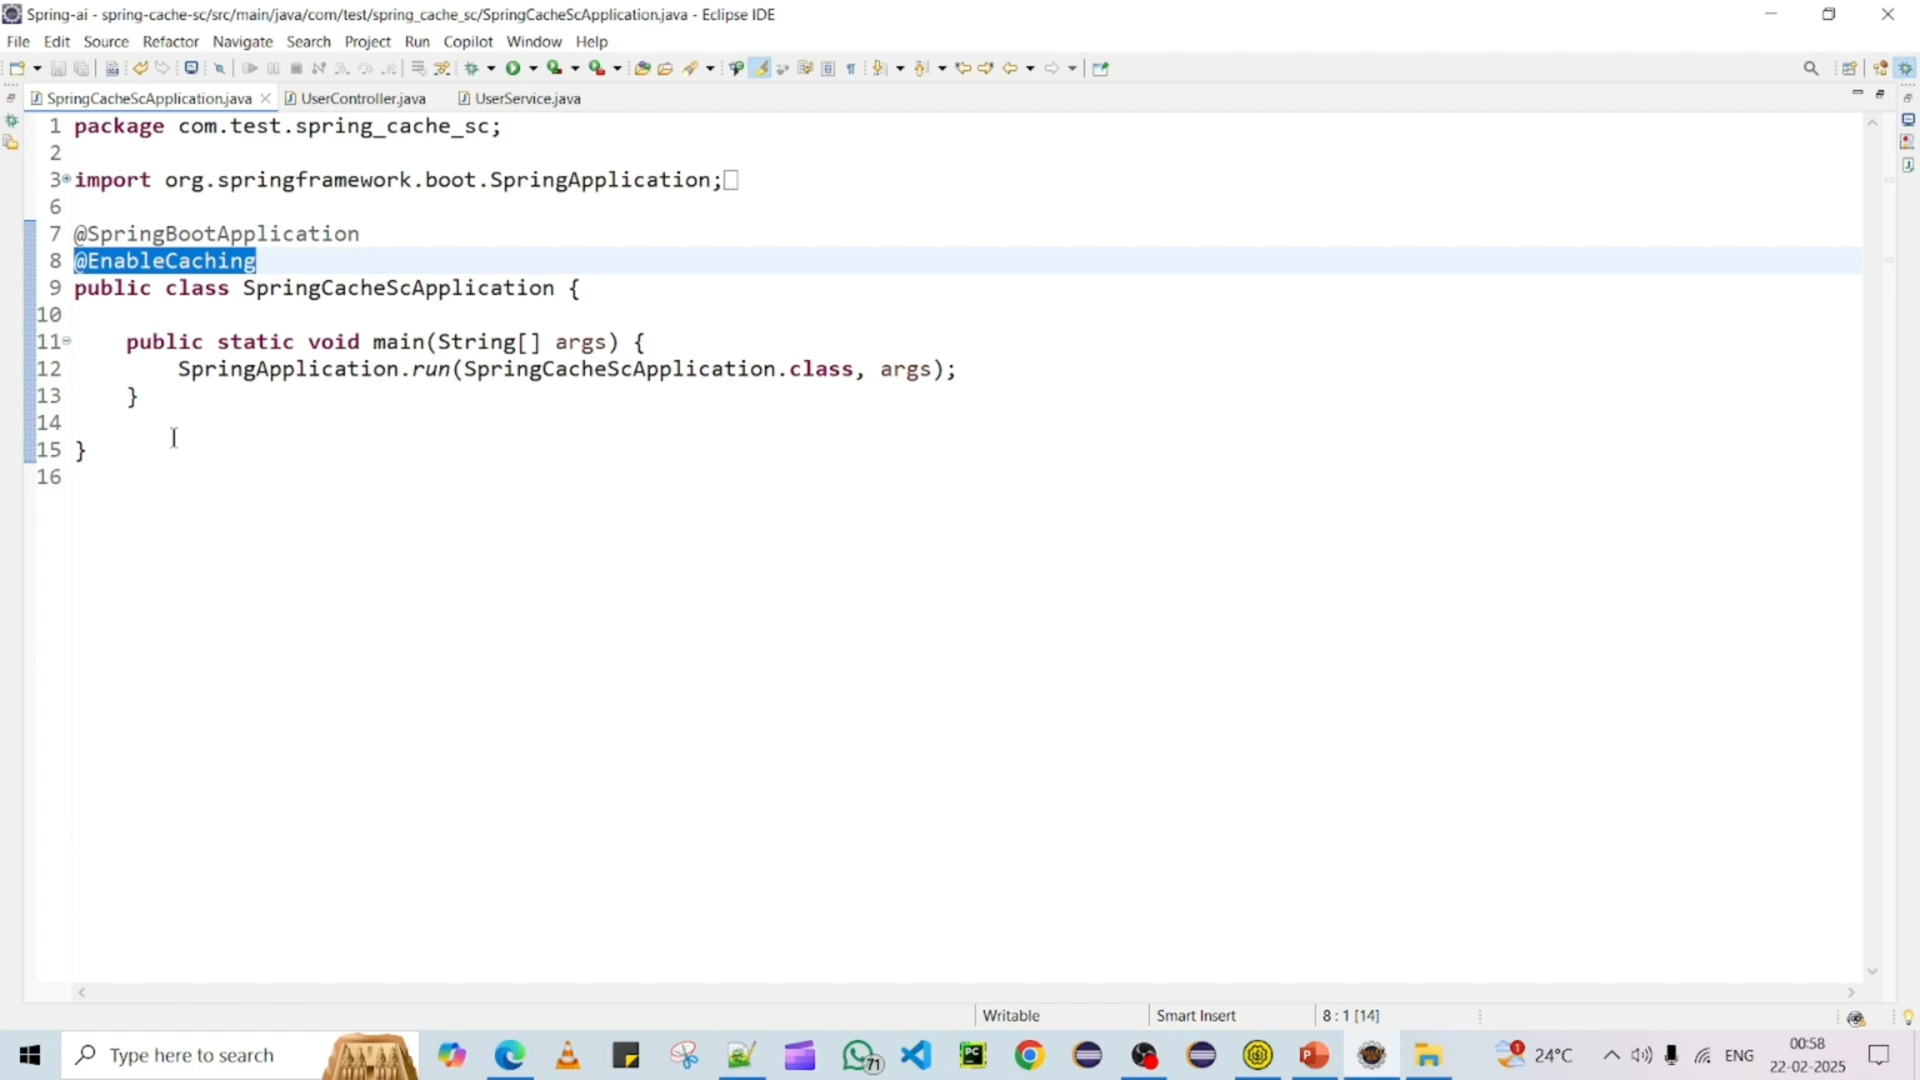 Spring-ai - spring-cache-sc/src/main/java/com/test/spring_cache_sc/SpringCacheScApplication.java - Eclipse IDE
File Edit Source Refactor Navigate Search Project Run Copilot Window Help
SpringCacheScApplication.java UserController.java UserService.java
1 package com.test.spring_cache_sc;
2
3 import org.springframework.boot.SpringApplication;
6
7 @SpringBootApplication
8 @EnableCaching
9 public class SpringCacheScApplication {
10
11 public static void main(String[] args) {
12 SpringApplication.run(SpringCacheScApplication.class, args);
13 }
14
15 }
16
Writable Smart Insert 8 : 1 [14]
Type here to search 71 PC 1 24°C ENG 00:58
22-02-2025